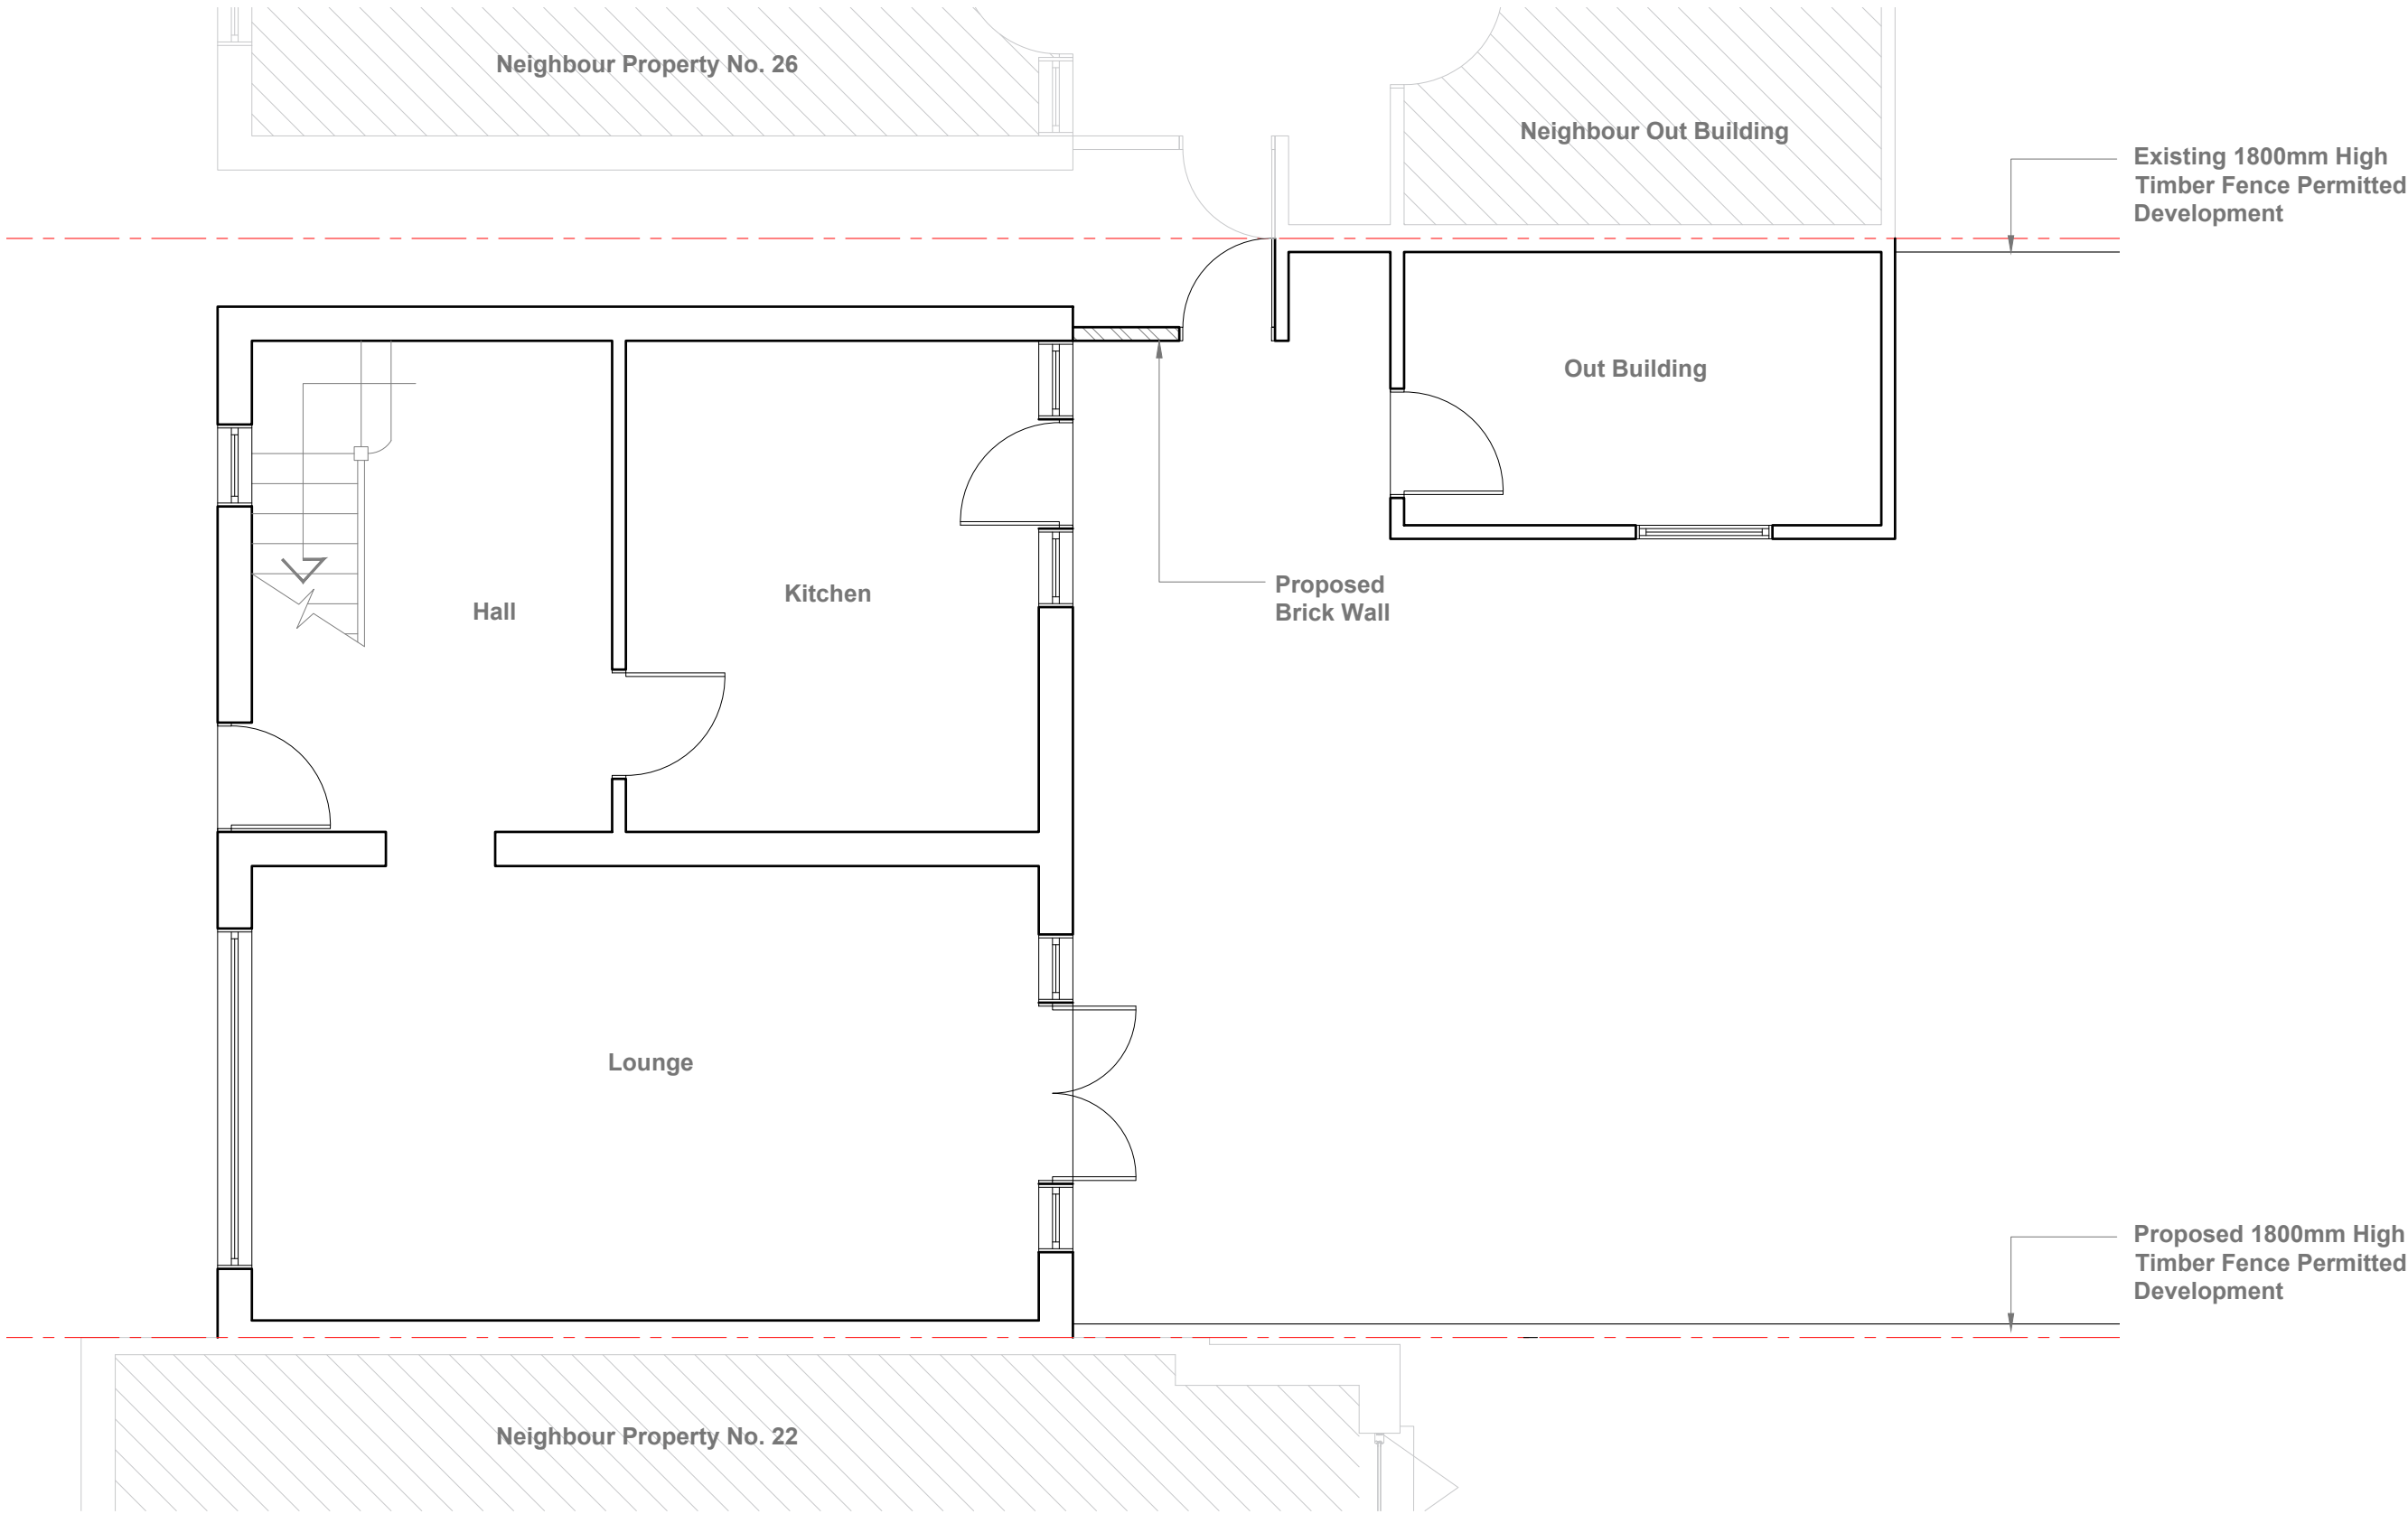 Neighbour Property No. 26
Neighbour Out Building
Existing 1800mm High
Timber Fence Permitted
Development
Out Building
Proposed
Brick Wall
Kitchen
Hall
Lounge
Proposed 1800mm High
Timber Fence Permitted
Development
Neighbour Property No. 22